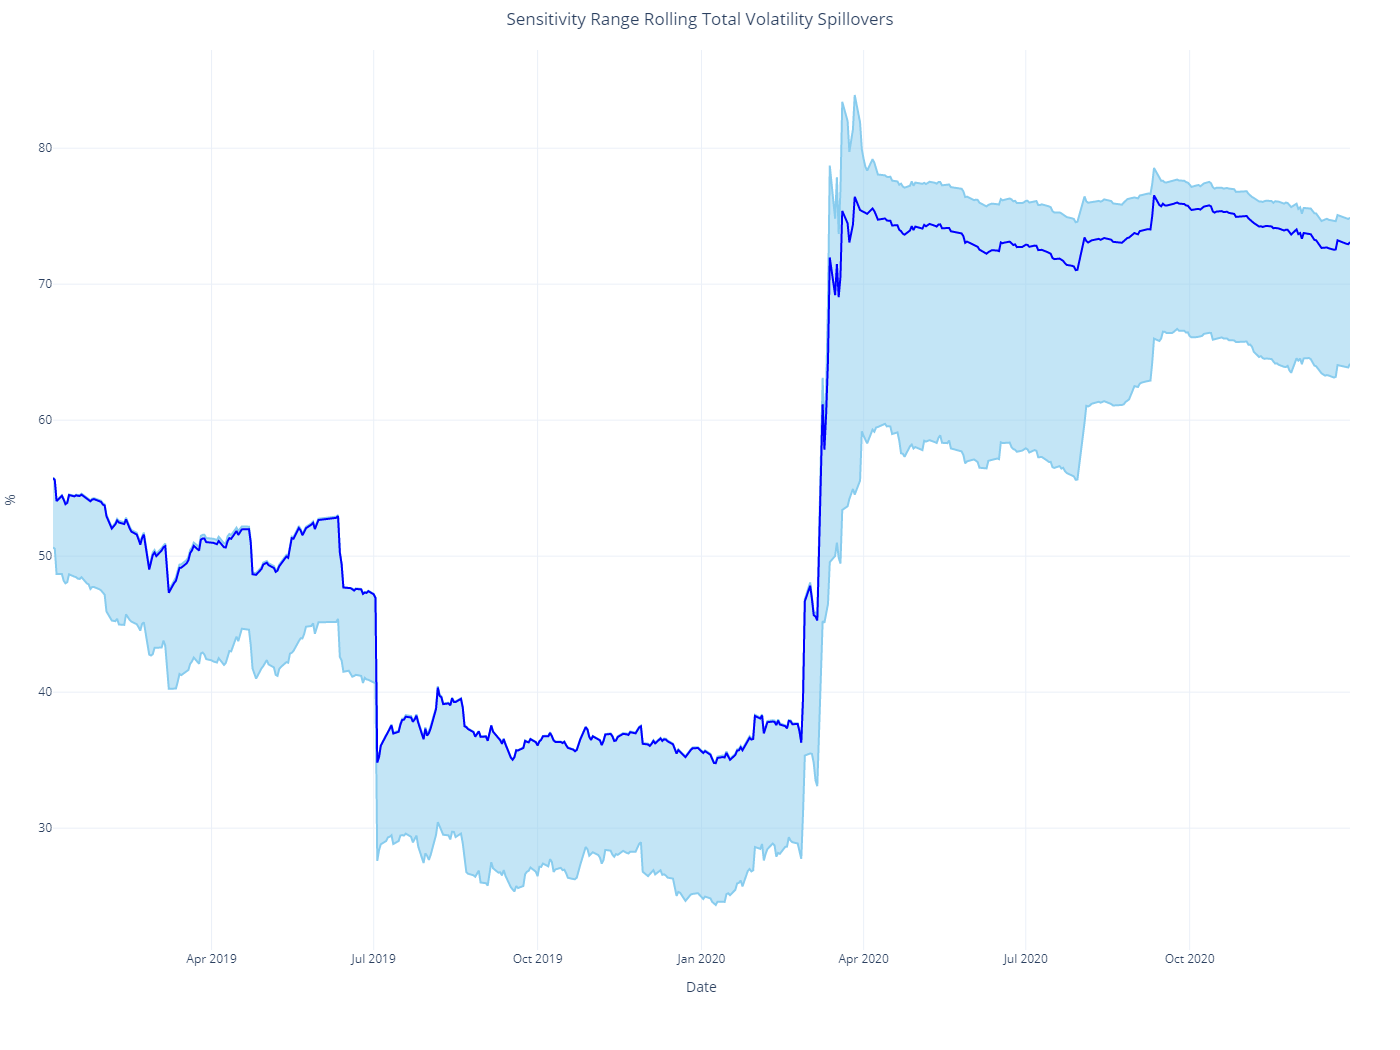 Sensitivity Range Rolling Total Volatility Spillovers
80
70
60
50
40
30
%
Apr 2019
Jul 2019
Oct 2019
Jan 2020
Apr 2020
Jul 2020
Oct 2020
Date